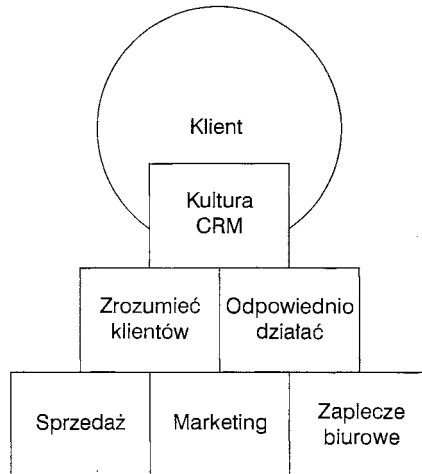 Klient
Kultura
CRM
Zrozumieć
klientów
Odpowiednio
działać
Sprzedaż
Marketing
Zaplecze
biurowe